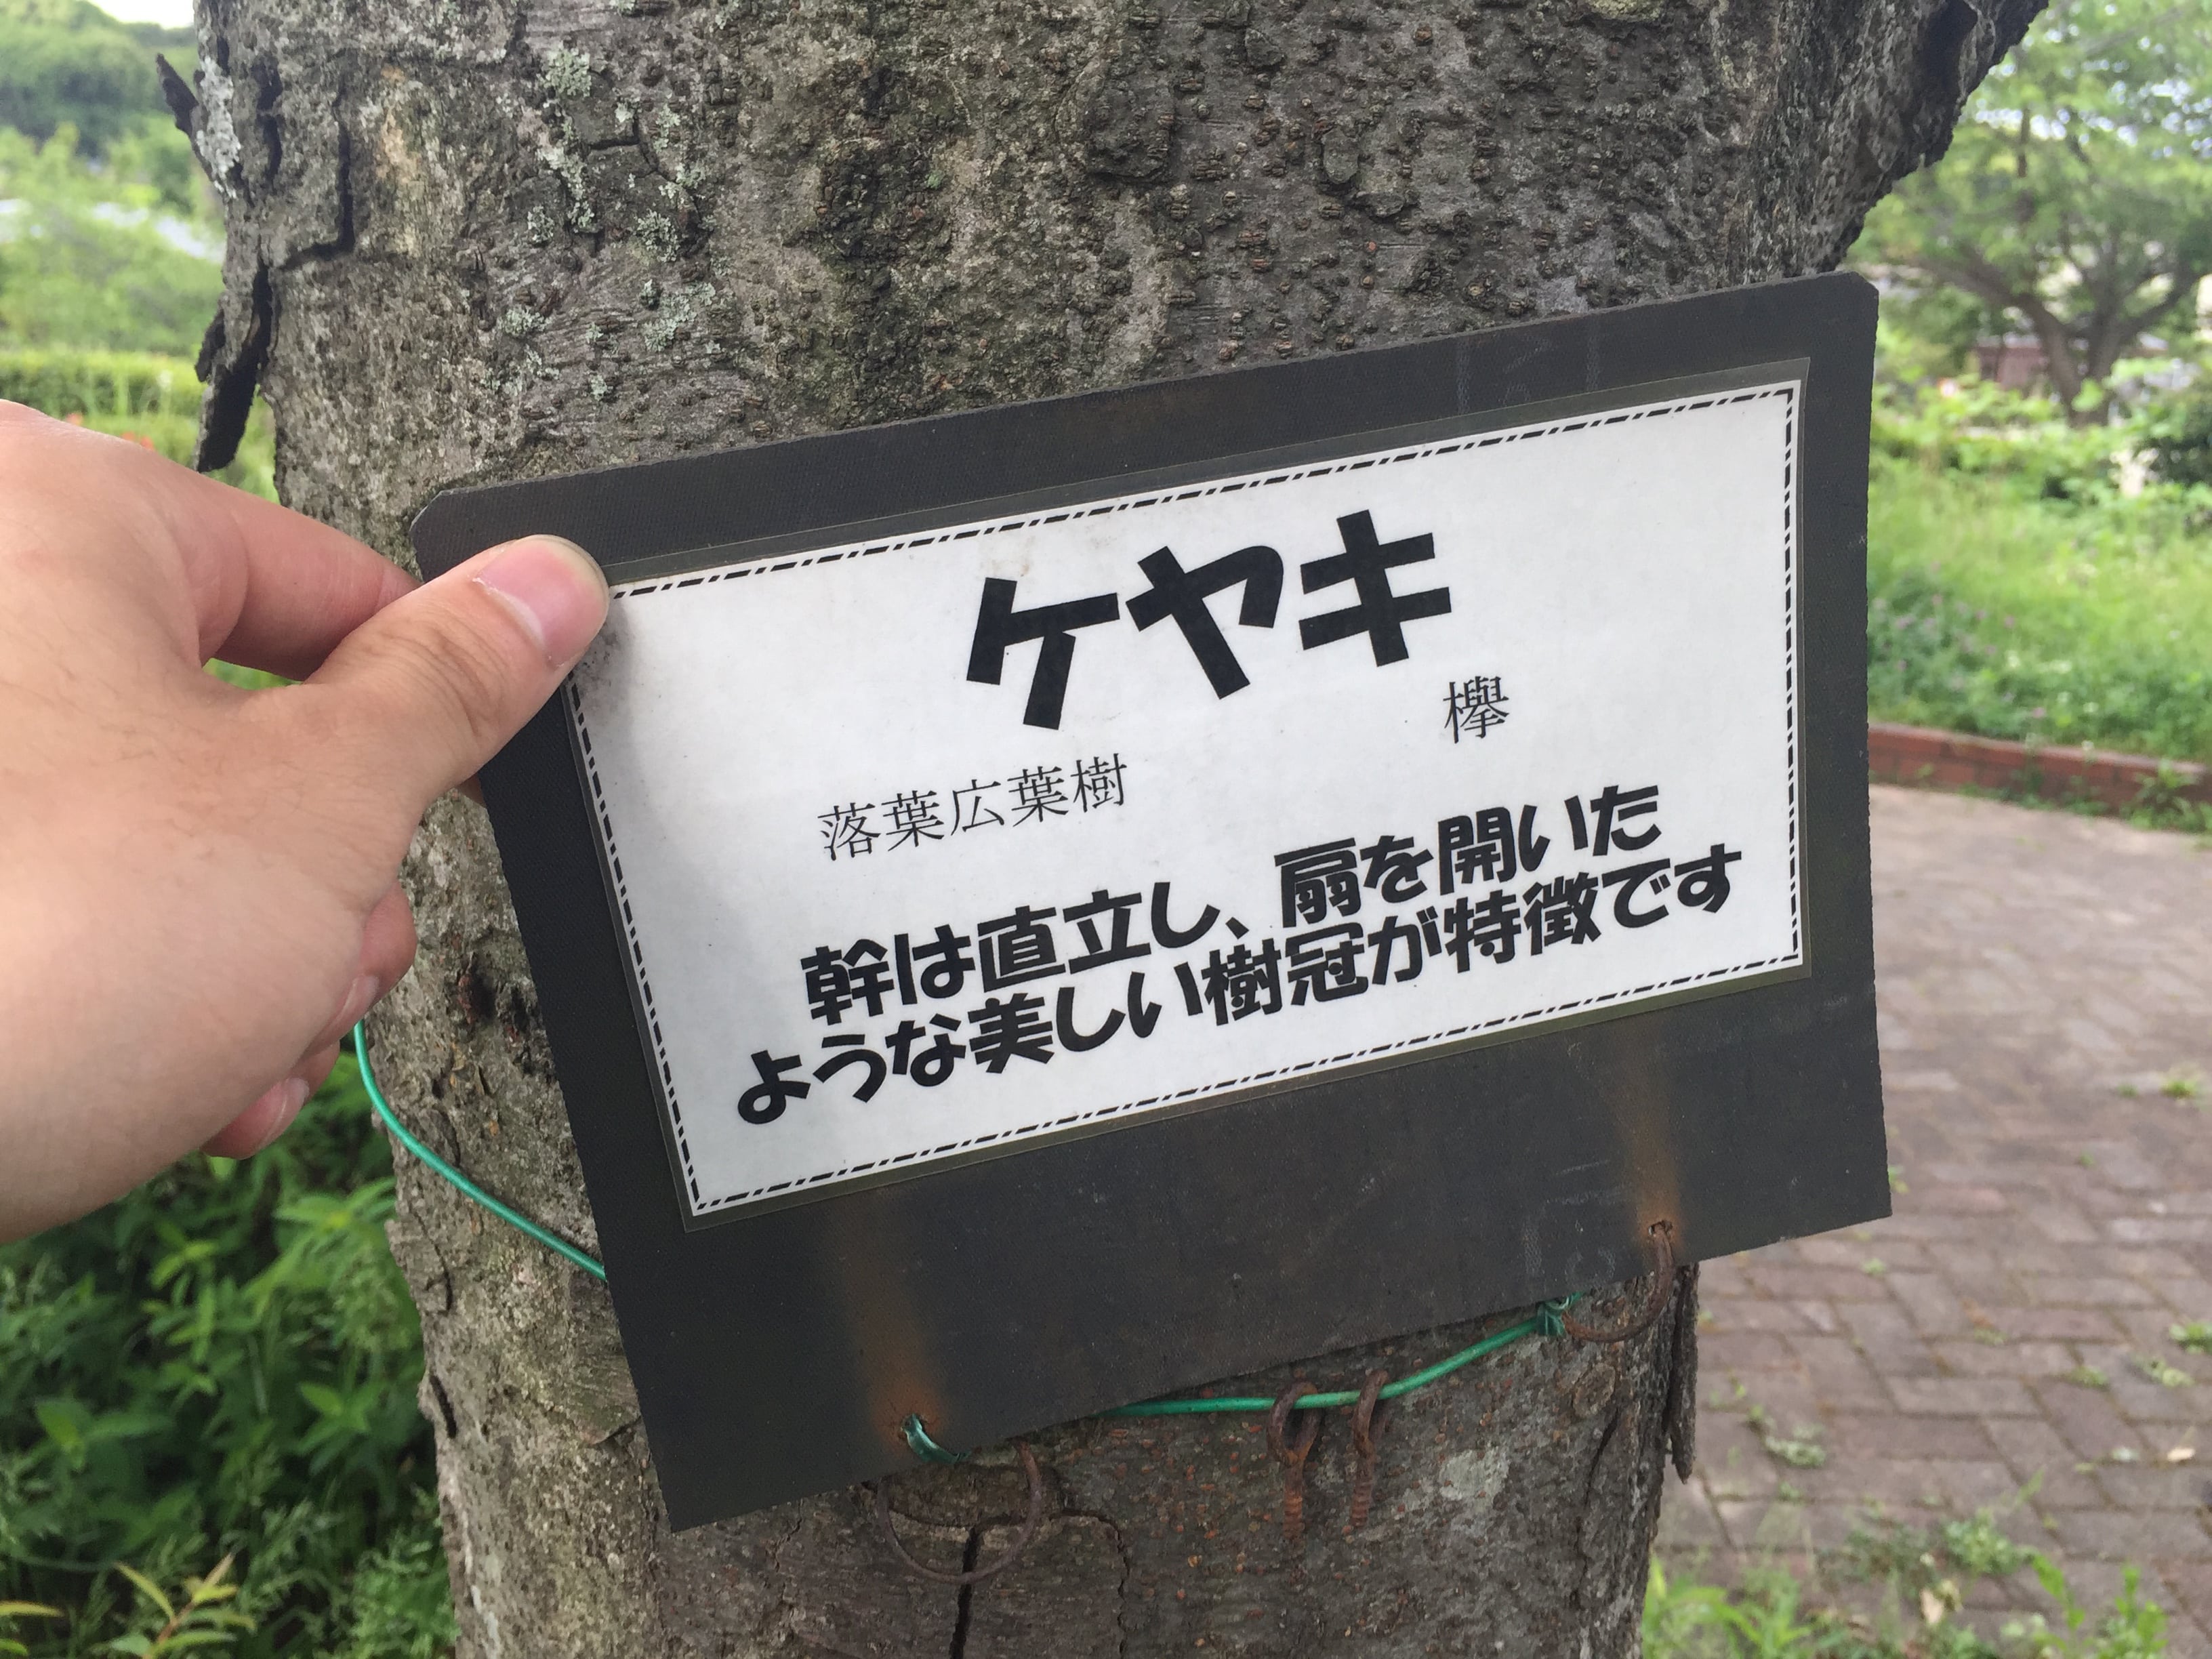 ケヤキ
欅
落葉広葉樹
幹は直立し、扇を開いた
ような美しい樹冠が特徴です